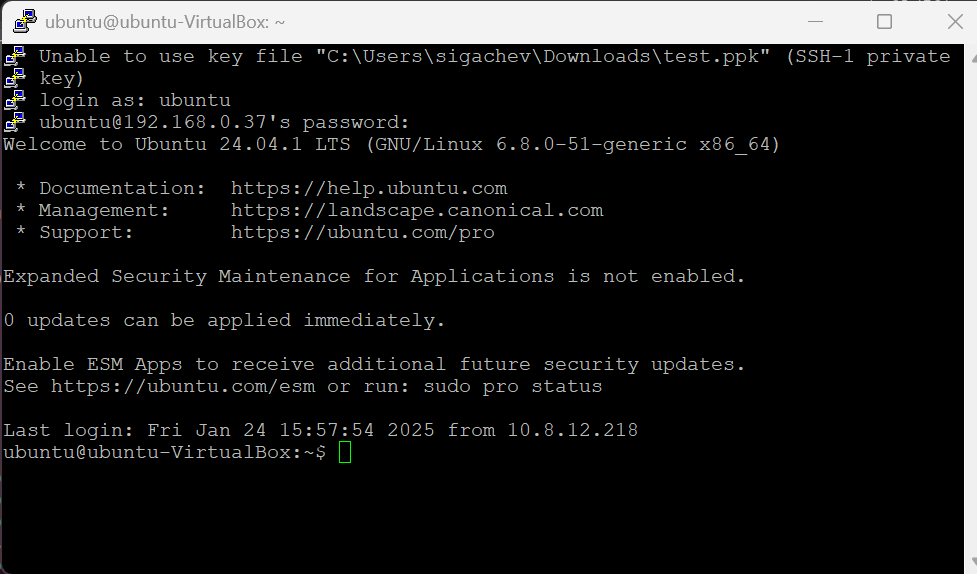 ubuntu@ubuntu-VirtualBox: ~
Unable to use key file "C:\Users\sigachev\Downloads\test.ppk" (SSH-1 private
key)
login as: ubuntu
ubuntu@192.168.0.37's password:
Welcome to Ubuntu 24.04.1 LTS (GNU/Linux 6.8.0-51-generic x86_64)
* Documentation:  https://help.ubuntu.com
* Management:     https://landscape.canonical.com
* Support:        https://ubuntu.com/pro
Expanded Security Maintenance for Applications is not enabled.
0 updates can be applied immediately.
Enable ESM Apps to receive additional future security updates.
See https://ubuntu.com/esm or run: sudo pro status
Last login: Fri Jan 24 15:57:54 2025 from 10.8.12.218
ubuntu@ubuntu-VirtualBox:~$